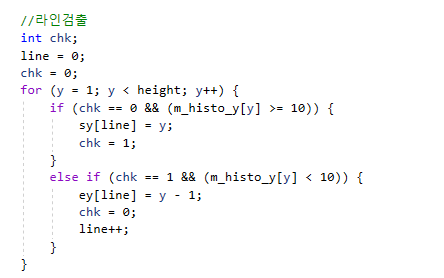 //라인검출
int chk;
line = 0;
chk = 0;
for (y = 1; y < height; y++) {
    if (chk == 0 && (m_histo_y[y] >= 10)) {
        sy[line] = y;
        chk = 1;
    }
    else if (chk == 1 && (m_histo_y[y] < 10)) {
        ey[line] = y - 1;
        chk = 0;
        line++;
    }
}